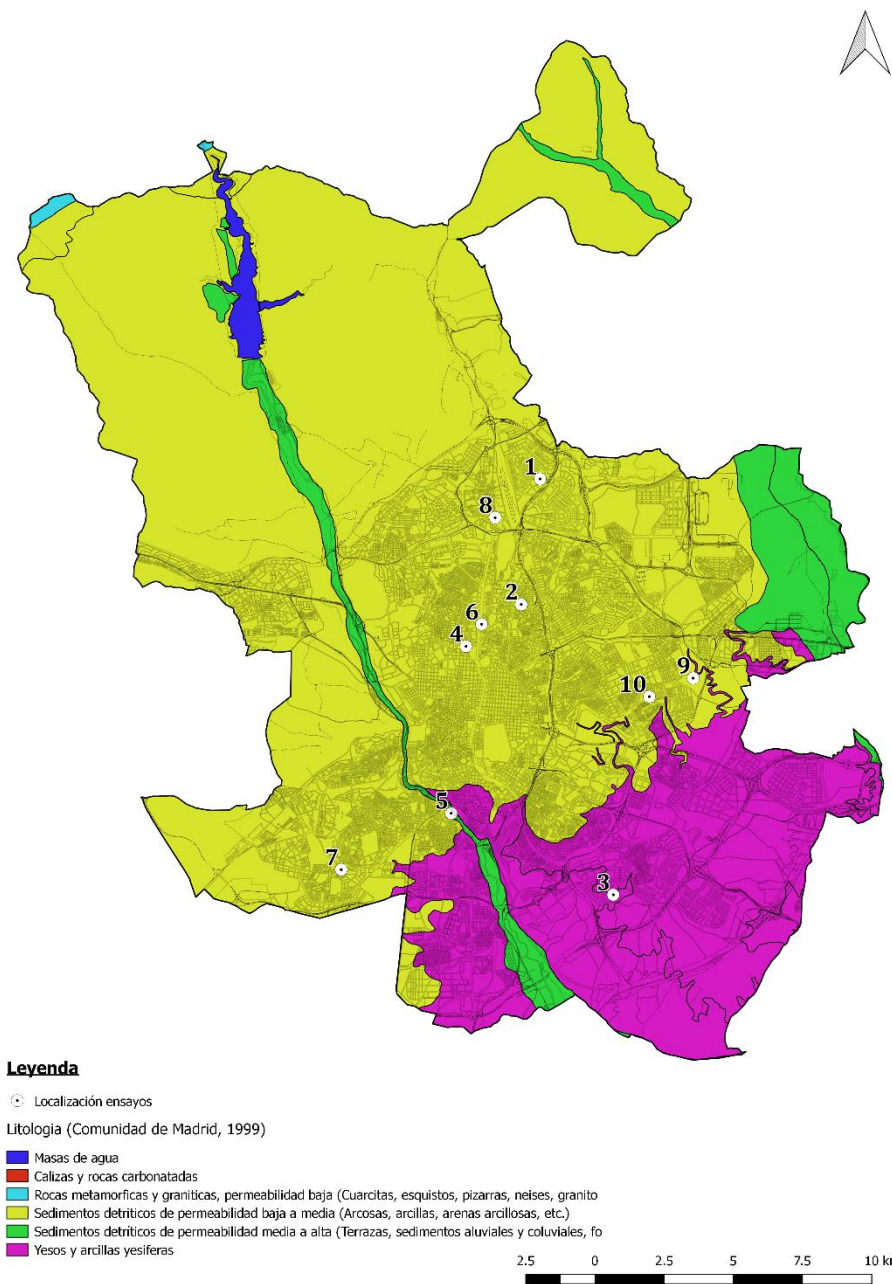 1
8
2
6
4
9
10
5
7
3
Leyenda
Localización ensayos
Litologia (Comunidad de Madrid, 1999)
Masas de agua
Calizas y rocas carbonatadas
Rocas metamorficas y graniticas, permeabilidad baja (Cuarcitas, esquistos, pizarras, neises, granito
Sedimentos detriticos de permeabilidad baja a media (Arcosas, arcillas, arenas arcillosas, etc.)
Sedimentos detríticos de permeabilidad media a alta (Terrazas, sedimentos aluviales y coluviales, fo
Yesos y arcillas yesiferas
2.5 0 2.5 5 7.5 10